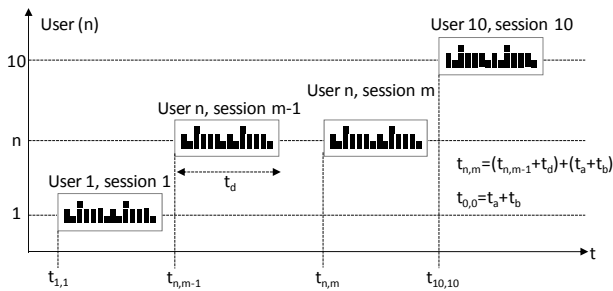 User (n)
User 10, session 10
10
User n, session m-1
User n, session m
n
t_{n,m}=(t_{n,m-1}+t_d)+(t_a+t_b)
t_d
User 1, session 1
t_{0,0}=t_a+t_b
1
t
t_{1,1}
t_{n,m-1}
t_{n,m}
t_{10,10}